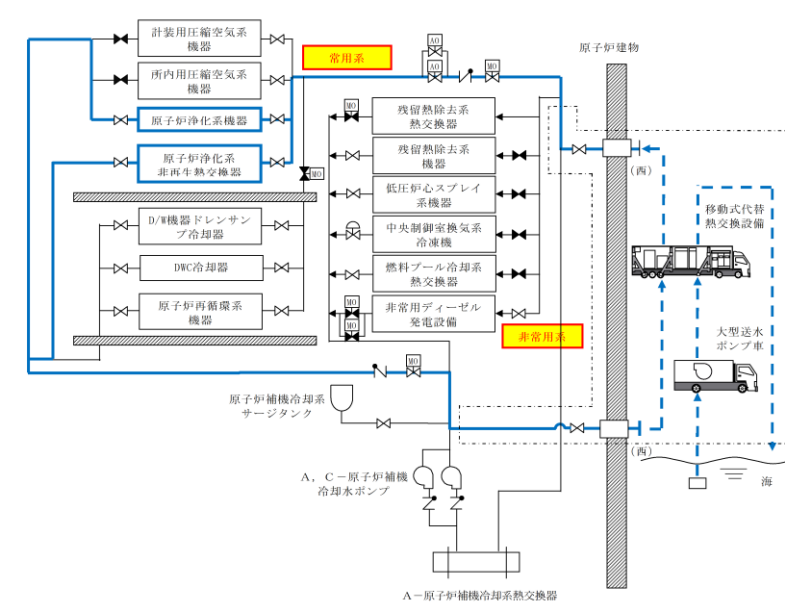 計装用圧縮空気系
機器
所内用圧縮空気系
機器
原子炉浄化系機器
原子炉浄化系
非再生熱交換器
MO
D/W機器ドレンサン
プ冷却器
DWC冷却器
原子炉再循環系
機器
常用系
AO
AO
MO
原子炉建物
MO
残留熱除去系
熱交換器
残留熱除去系
機器
低圧炉心スプレイ
系機器
中央制御室換気系
冷凍機
燃料プール冷却系
熱交換器
MO
非常用ディーゼル
発電設備
MO
非常用系
(西)
移動式代替
熱交換設備
大型送水
ポンプ車
MO
原子炉補機冷却系
サージタンク
(西)
海
A，C－原子炉補機
冷却水ポンプ
A－原子炉補機冷却系熱交換器